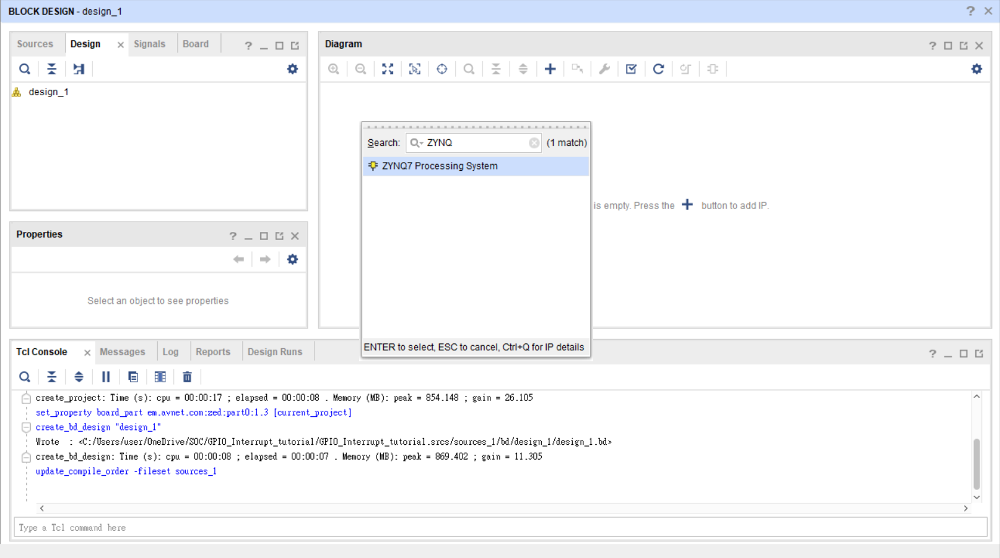 BLOCK DESIGN - design_1
Sources Design Signals Board
design_1
Properties
Select an object to see properties
Diagram
Search: ZYNQ (1 match)
ZYNQ7 Processing System
is empty. Press the button to add IP.
ENTER to select, ESC to cancel, Ctrl+Q for IP details
Tcl Console Messages Log Reports Design Runs
create_project: Time (s): cpu = 00:00:17 ; elapsed = 00:00:08 . Memory (MB): peak = 854.148 ; gain = 26.105
set_property board_part em.avnet.com:zed:part0:1.3 [current_project]
create_bd_design "design_1"
Wrote  : <C:/Users/user/OneDrive/SOC/GPIO_Interrupt_tutorial/GPIO_Interrupt_tutorial.srcs/sources_1/bd/design_1/design_1.bd>
create_bd_design: Time (s): cpu = 00:00:08 ; elapsed = 00:00:07 . Memory (MB): peak = 869.402 ; gain = 11.305
update_compile_order -fileset sources_1
Type a Tcl command here